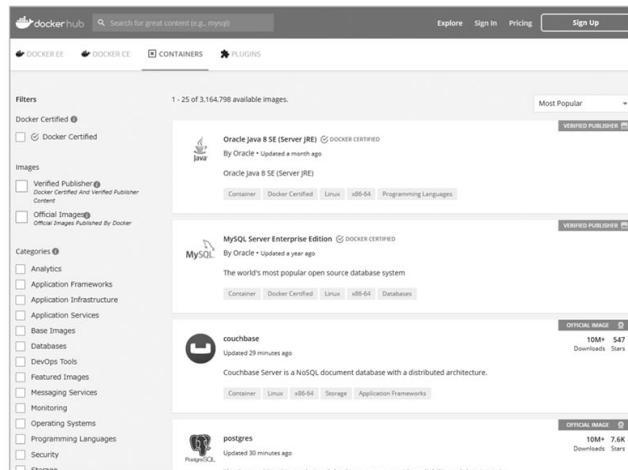 docker hub
Search for great content (e.g., mysql)
Explore Sign In Pricing Sign Up
DOCKER EE DOCKER CE CONTAINERS PLUGINS
Filters
1 - 25 of 3,164.798 available images.
Most Popular
Docker Certified
Docker Certified
Images
Verified Publisher
Docker Certified And Verified Publisher
Content
Official Images
Official Images Published By Docker
Categories
Analytics
Application Frameworks
Application Infrastructure
Application Services
Base Images
Databases
DevOps Tools
Featured Images
Messaging Services
Monitoring
Operating Systems
Programming Languages
Security
Storage
VERIFIED PUBLISHER
Java
Oracle Java 8 SE (Server JRE) DOCKER CERTIFIED
By Oracle • Updated a month ago
Oracle Java 8 SE (Server JRE)
Container Docker Certified Linux x86-64 Programming Languages
VERIFIED PUBLISHER
MySQL
MySQL Server Enterprise Edition DOCKER CERTIFIED
By Oracle • Updated a year ago
The world's most popular open source database system
Container Docker Certified Linux x86-64 Databases
OFFICIAL IMAGE
couchbase
10M+ 547
Downloads Stars
Updated 29 minutes ago
Couchbase Server is a NoSQL document database with a distributed architecture.
Container Linux x86-64 Storage Application Frameworks
OFFICIAL IMAGE
postgres
10M+ 7.6K
Downloads Stars
PostgreSQL
Updated 30 minutes ago